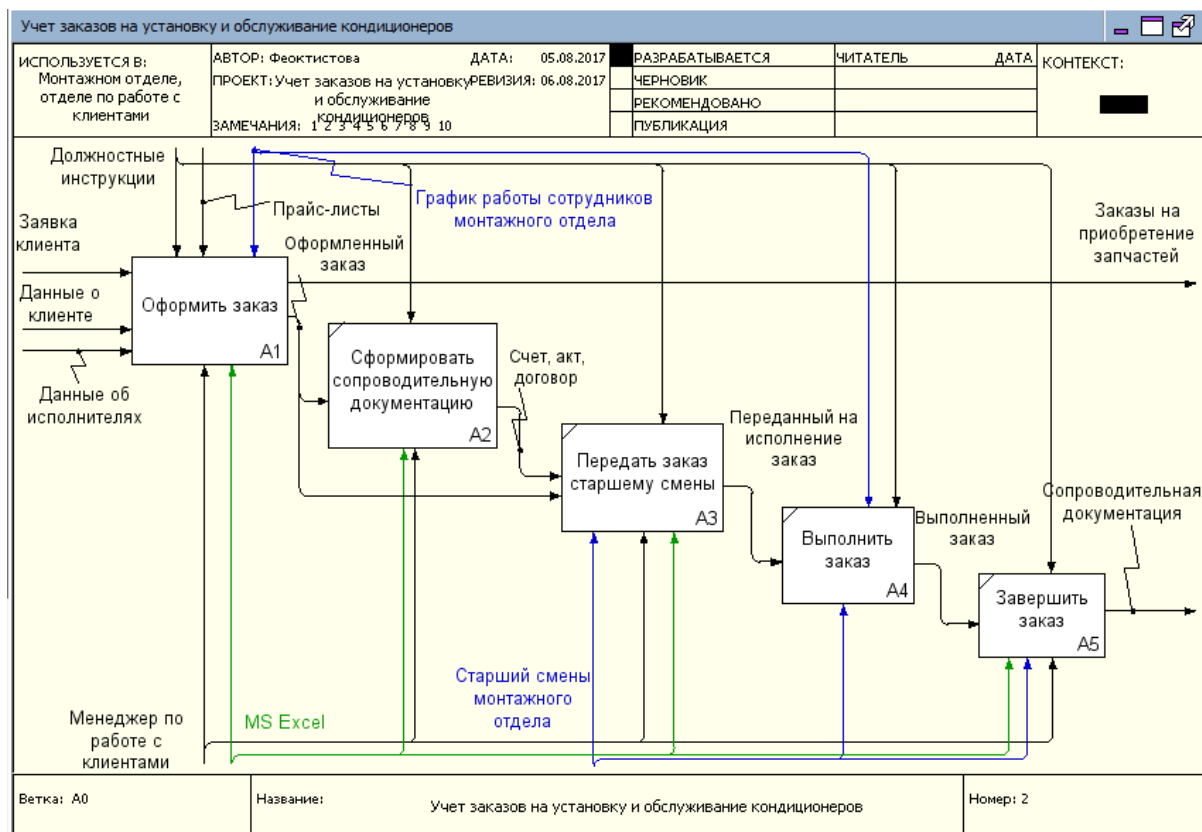 Учет заказов на установку и обслуживание кондиционеров
ИСПОЛЬЗУЕТСЯ В:
Монтажном отделе,
отделе по работе с
клиентами
АВТОР: Феоктистова
ДАТА: 05.08.2017
ПРОЕКТ: Учет заказов на установку
и обслуживание
кондиционеров
РЕВИЗИЯ: 06.08.2017
ЗАМЕЧАНИЯ: 1 2 3 4 5 6 7 8 9 10
РАЗРАБАТЫВАЕТСЯ
ЧЕРНОВИК
РЕКОМЕНДОВАНО
ПУБЛИКАЦИЯ
ЧИТАТЕЛЬ
ДАТА
КОНТЕКСТ:
Должностные
инструкции
Прайс-листы
График работы сотрудников
монтажного отдела
Заявка
клиента
Оформленный
заказ
Заказы на
приобретение
запчастей
Данные о
клиенте
Оформить заказ
A1
Данные об
исполнителях
Сформировать
сопроводительную
документацию
A2
Счет, акт,
договор
Передать заказ
старшему смены
A3
Переданный на
исполнение
заказ
Выполнить
заказ
A4
Выполненный
заказ
Сопроводительная
документация
Завершить
заказ
A5
Старший смены
монтажного
отдела
MS Excel
Менеджер по
работе с
клиентами
Ветка: A0
Название:
Учет заказов на установку и обслуживание кондиционеров
Номер: 2